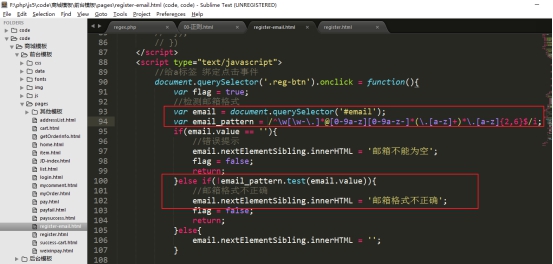 F:\php\js5\code\商城模板\前台模板\pages\register-email.html (code) - Sublime Text (UNREGISTERED)
File Edit Selection Find View Goto Tools Project Preferences Help
FOLDERS
code
code
商城模板
前台模板
css
data
fonts
img
js
pages
其他模板
addressList.html
cart.html
getOrderInfo.html
home.html
item.html
JD-index.html
list.html
login.html
mycomment.html
myOrder.html
pay.html
payfail.html
paysuccess.html
register-email.html
register.html
success-cart.html
weixinpay.html
后台模板
regex.php
register-email.html
register.html
87 // })
88 // })
87 </script>
88 <script type="text/javascript">
89 //给a标签 绑定点击事件
90 document.querySelector('.reg-btn').onclick = function(){
91 var flag = true;
92 //检测邮箱格式
93 var email = document.querySelector('#email');
94 var email_pattern = /^\w[\w-\.]*@[0-9a-z][0-9a-z-]*(\.[a-z]+)*\.[a-z]{2,6}$/i;
95 if(email.value == ''){
96 //错误提示
97 email.nextElementSibling.innerHTML = '邮箱不能为空';
98 flag = false;
99 return;
100 }else if(!email_pattern.test(email.value)){
101 //邮箱格式不正确
102 email.nextElementSibling.innerHTML = '邮箱格式不正确';
103 flag = false;
104 return;
105 }else{
106 email.nextElementSibling.innerHTML = '';
107 }
108